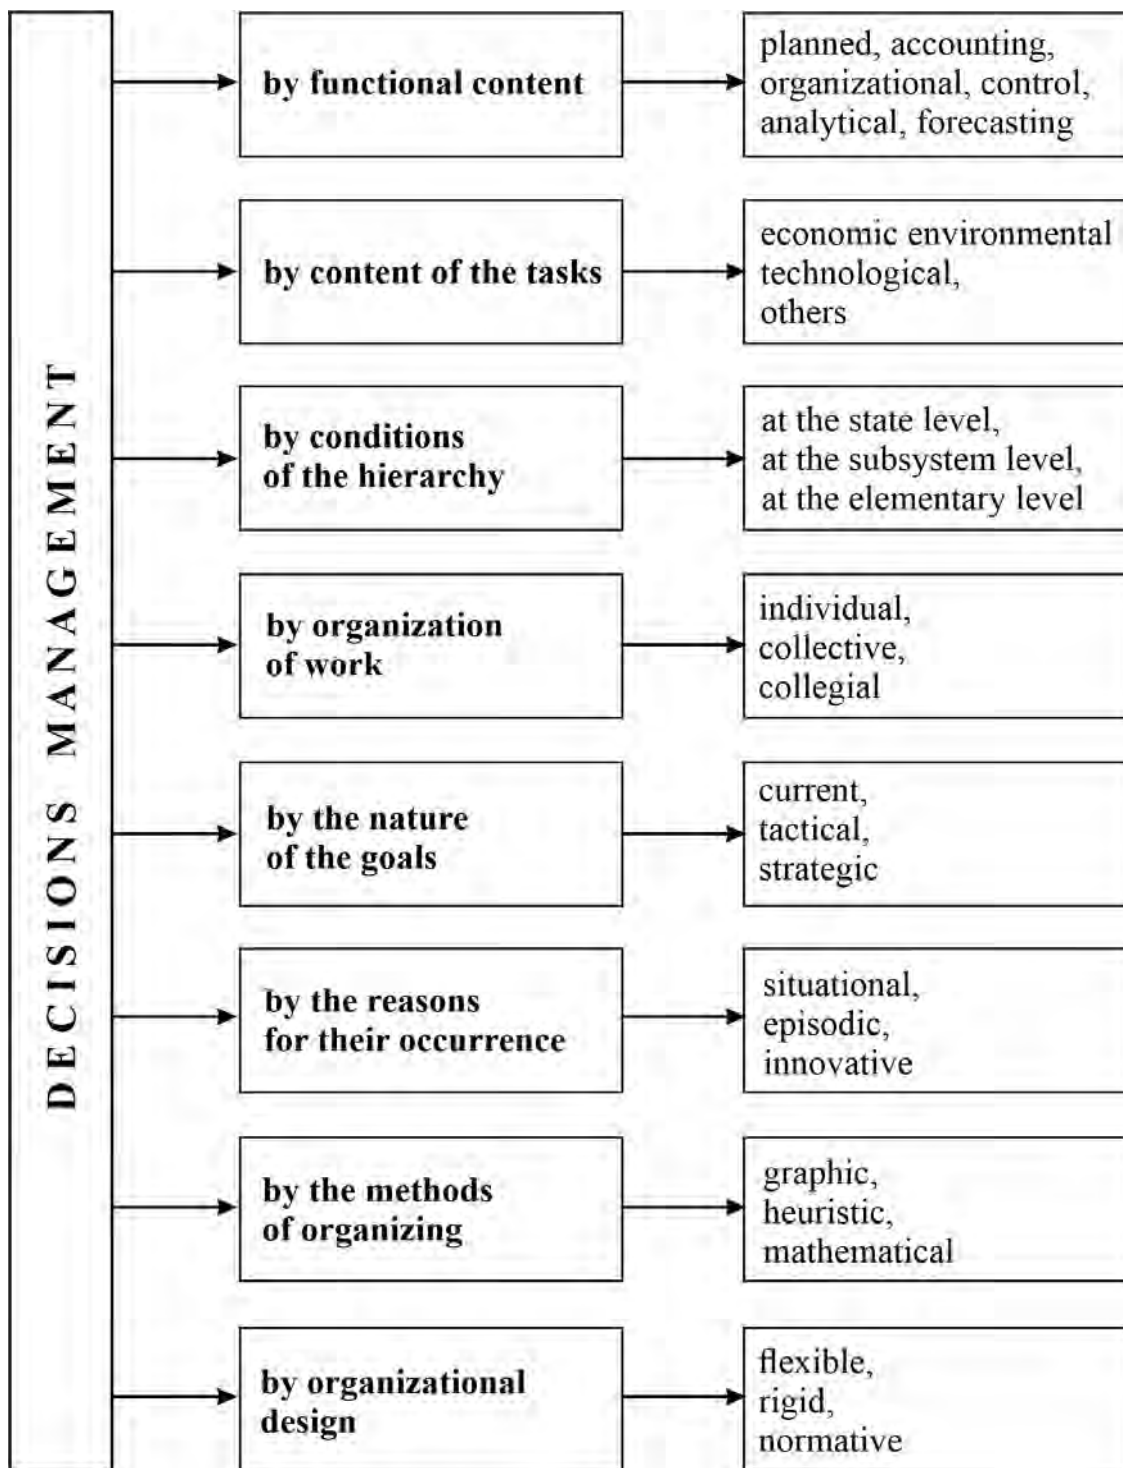 DECISIONS MANAGEMENT
by functional content
planned, accounting,
organizational, control,
analytical, forecasting
by content of the tasks
economic environmental
technological,
others
by conditions
of the hierarchy
at the state level,
at the subsystem level,
at the elementary level
by organization
of work
individual,
collective,
collegial
by the nature
of the goals
current,
tactical,
strategic
by the reasons
for their occurrence
situational,
episodic,
innovative
by the methods
of organizing
graphic,
heuristic,
mathematical
by organizational
design
flexible,
rigid,
normative